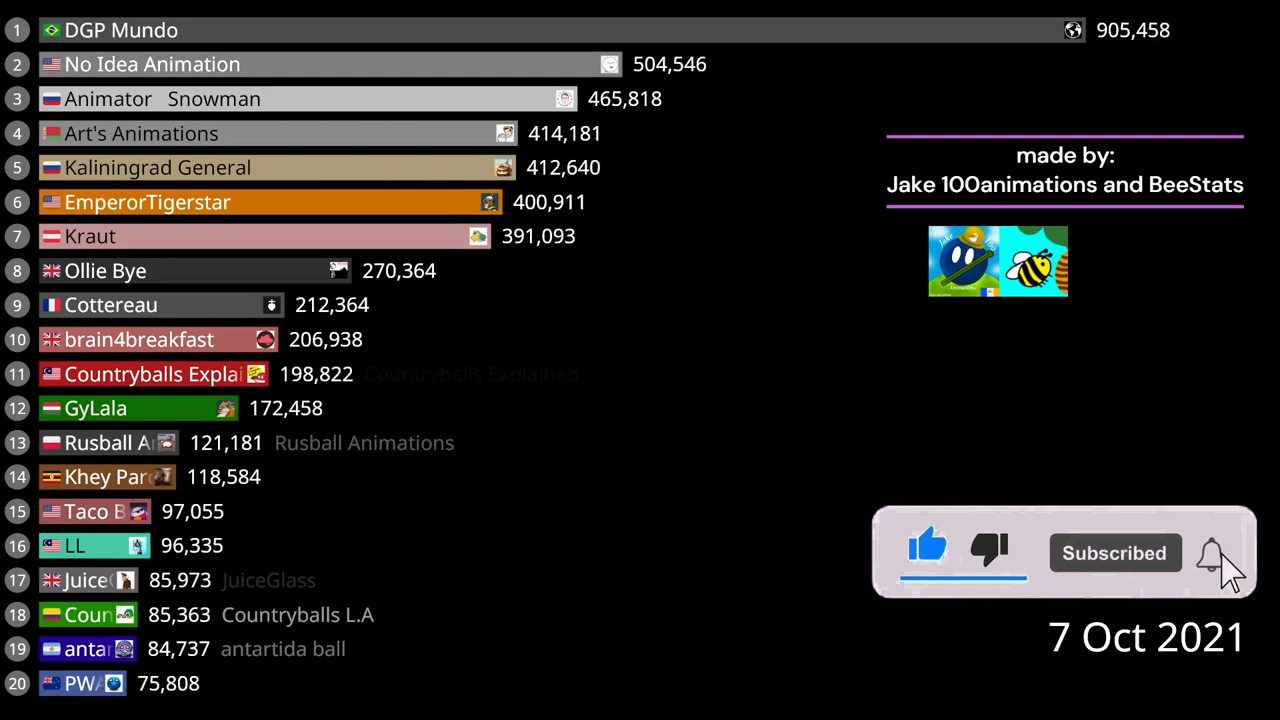 1 DGP Mundo 905,458
2 No Idea Animation 504,546
3 Animator Snowman 465,818
4 Art's Animations 414,181
5 Kaliningrad General 412,640
6 EmperorTigerstar 400,911
7 Kraut 391,093
8 Ollie Bye 270,364
9 Cottereau 212,364
10 brain4breakfast 206,938
11 Countryballs Explai 198,822 Countryballs Explained
12 GyLala 172,458
13 Rusball A 121,181 Rusball Animations
14 Khey Par 118,584
15 Taco B 97,055
16 LL 96,335
17 Juice 85,973 JuiceGlass
18 Coun 85,363 Countryballs L.A
19 antar 84,737 antartida ball
20 PW 75,808
made by:
Jake 100animations and BeeStats
Subscribed
7 Oct 2021